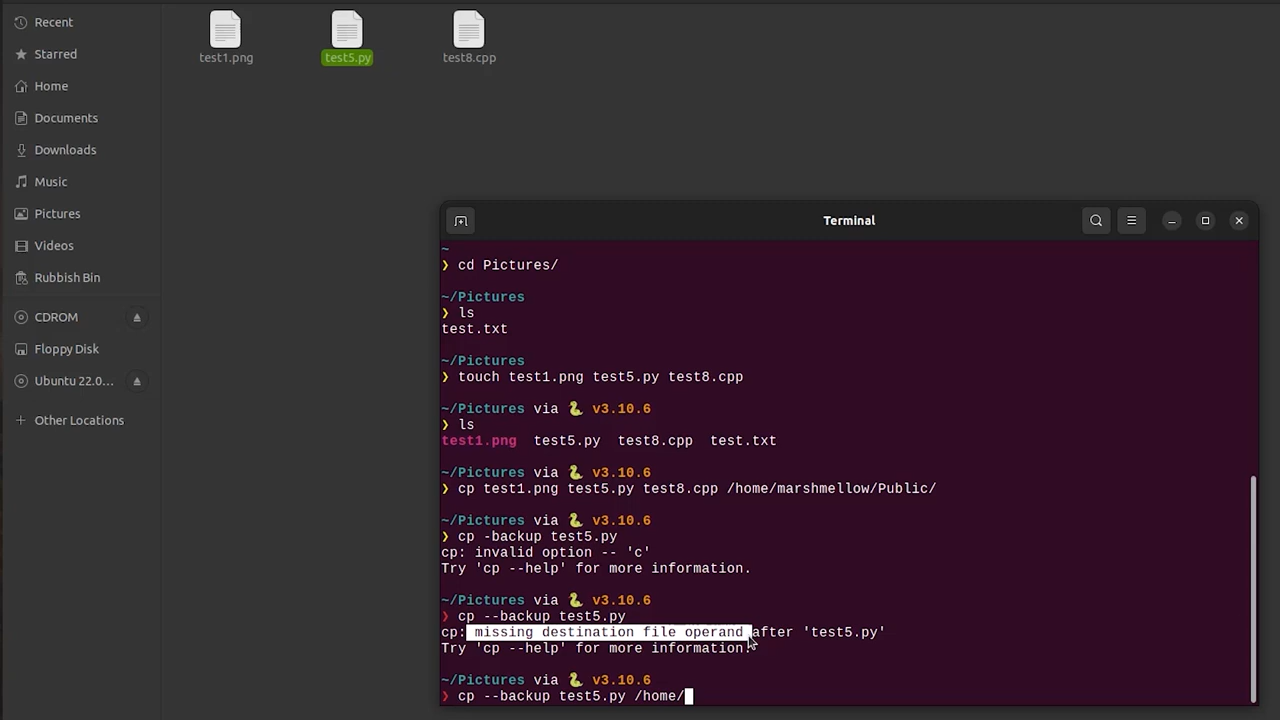 Recent
Starred
Home
Documents
Downloads
Music
Pictures
Videos
Rubbish Bin
CDROM
Floppy Disk
Ubuntu 22.0...
+ Other Locations
test1.png
test5.py
test8.cpp
Terminal
~
❯ cd Pictures/
~/Pictures
❯ ls
test.txt
~/Pictures
❯ touch test1.png test5.py test8.cpp
~/Pictures via 🐍 v3.10.6
❯ ls
test1.png test5.py test8.cpp test.txt
~/Pictures via 🐍 v3.10.6
❯ cp test1.png test5.py test8.cpp /home/marshmellow/Public/
~/Pictures via 🐍 v3.10.6
❯ cp -backup test5.py
cp: invalid option -- 'c'
Try 'cp --help' for more information.
~/Pictures via 🐍 v3.10.6
❯ cp --backup test5.py
cp: missing destination file operand after 'test5.py'
Try 'cp --help' for more information.
~/Pictures via 🐍 v3.10.6
❯ cp --backup test5.py /home/